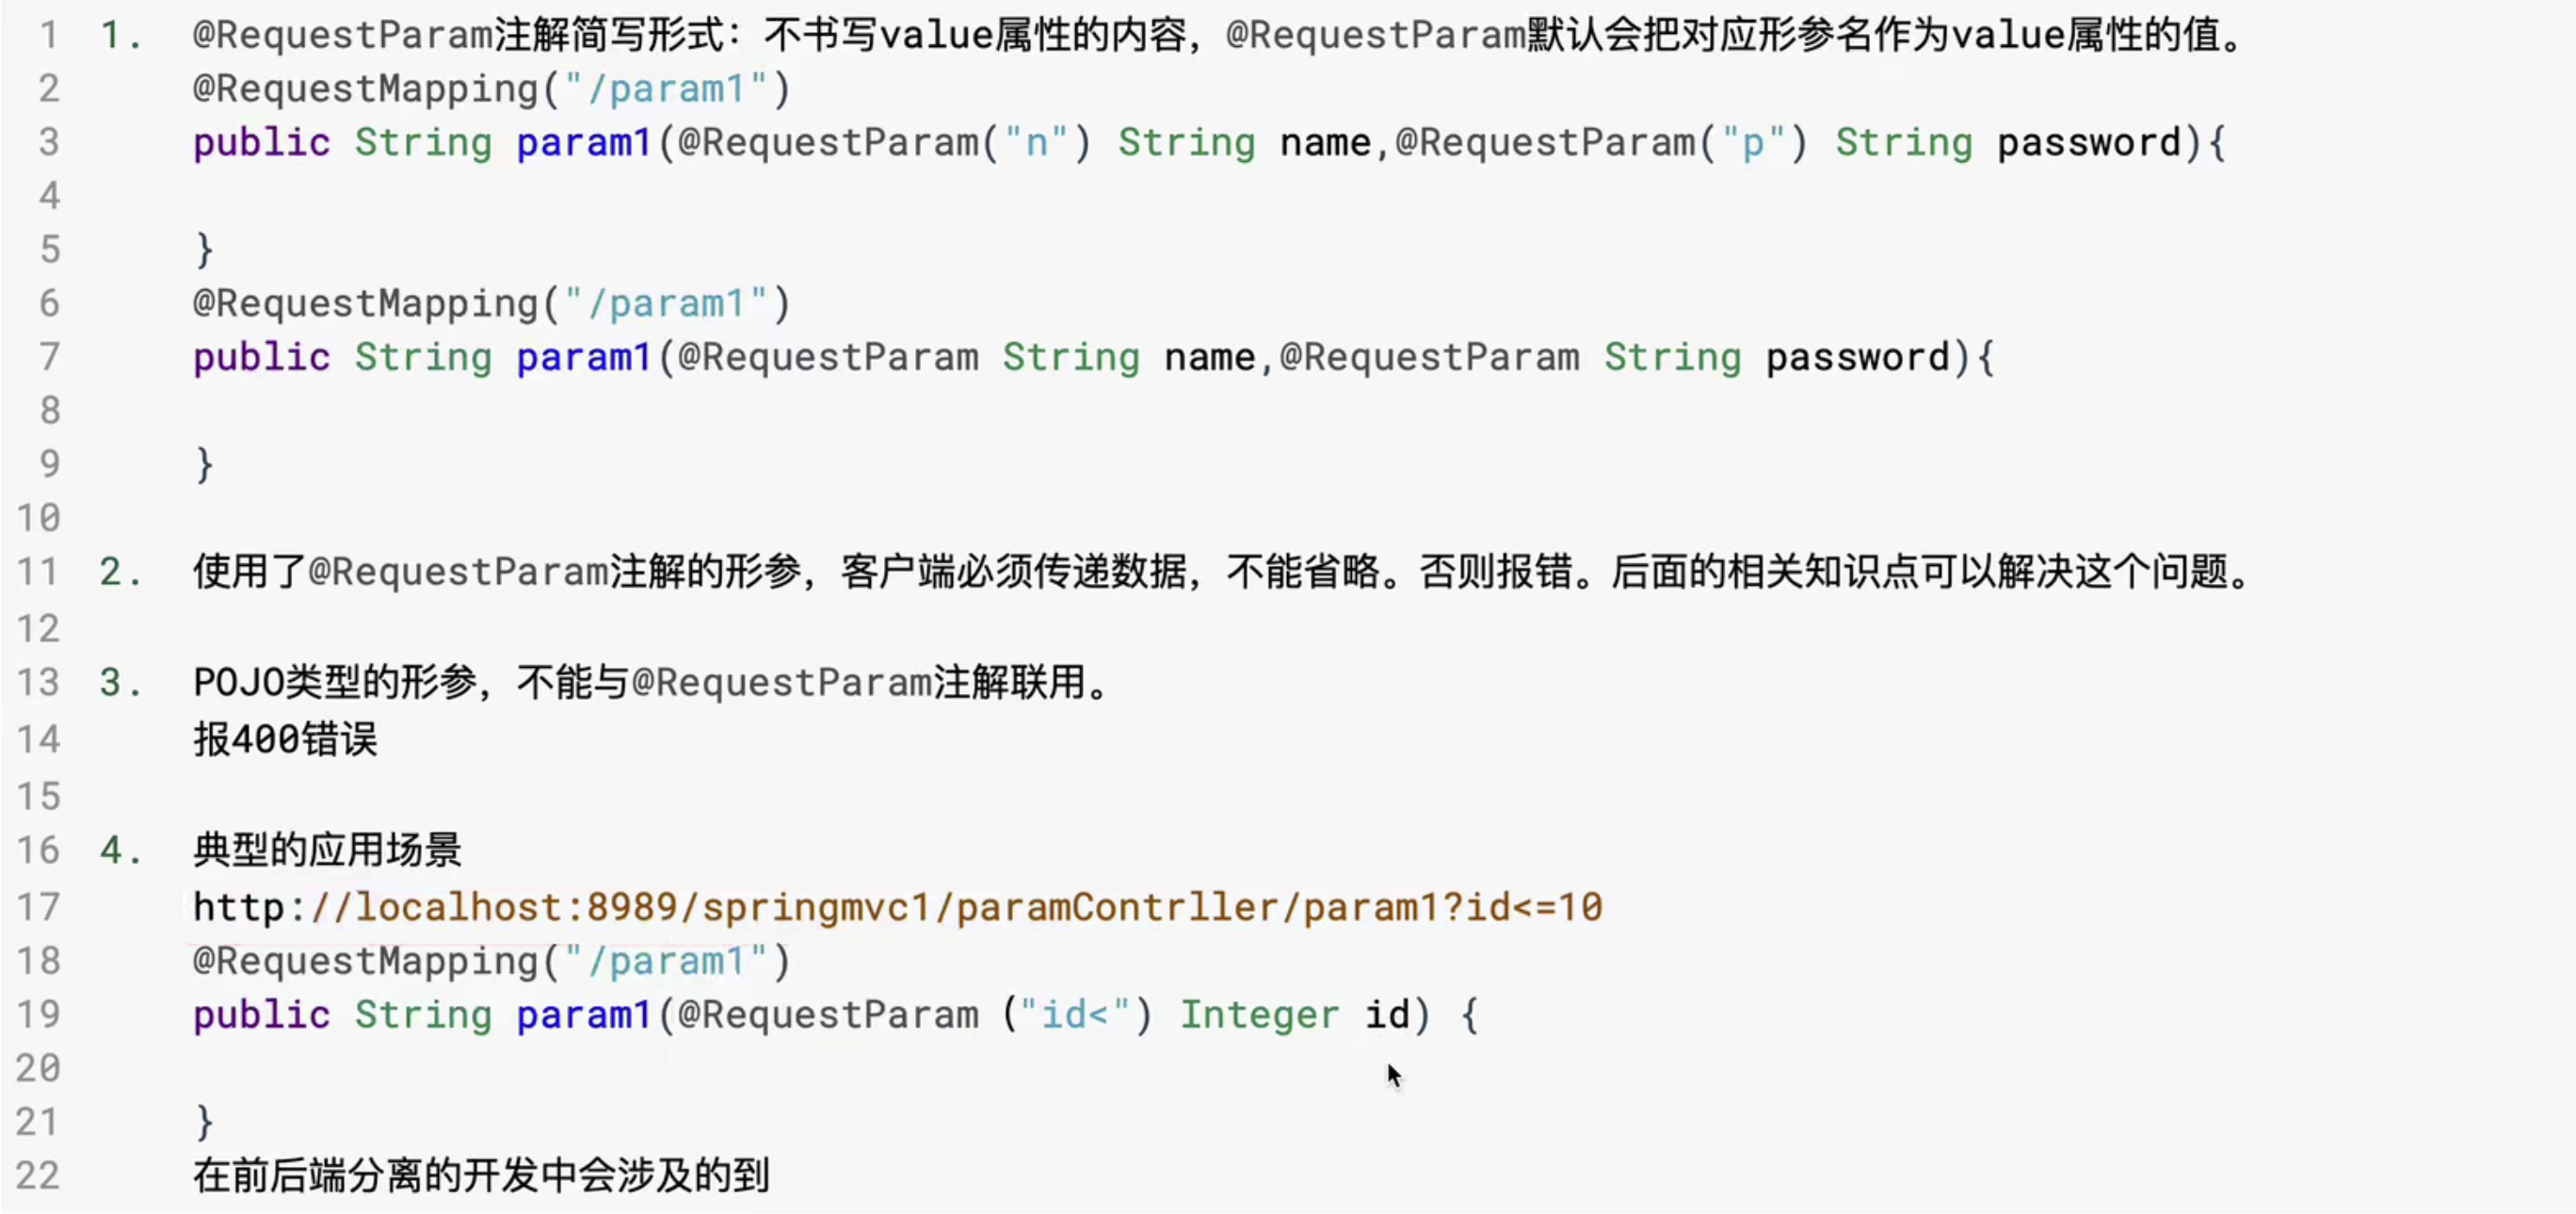 1 1. @RequestParam注解简写形式：不书写value属性的内容，@RequestParam默认会把对应形参名作为value属性的值。
2 @RequestMapping("/param1")
3 public String param1(@RequestParam("n") String name,@RequestParam("p") String password){
4
5 }
6 @RequestMapping("/param1")
7 public String param1(@RequestParam String name,@RequestParam String password){
8
9 }
10
11 2. 使用了@RequestParam注解的形参，客户端必须传递数据，不能省略。否则报错。后面的相关知识点可以解决这个问题。
12
13 3. POJO类型的形参，不能与@RequestParam注解联用。
14 报400错误
15
16 4. 典型的应用场景
17 http://localhost:8989/springmvc1/paramContrller/param1?id<=10
18 @RequestMapping("/param1")
19 public String param1(@RequestParam ("id<") Integer id) {
20
21 }
22 在前后端分离的开发中会涉及的到